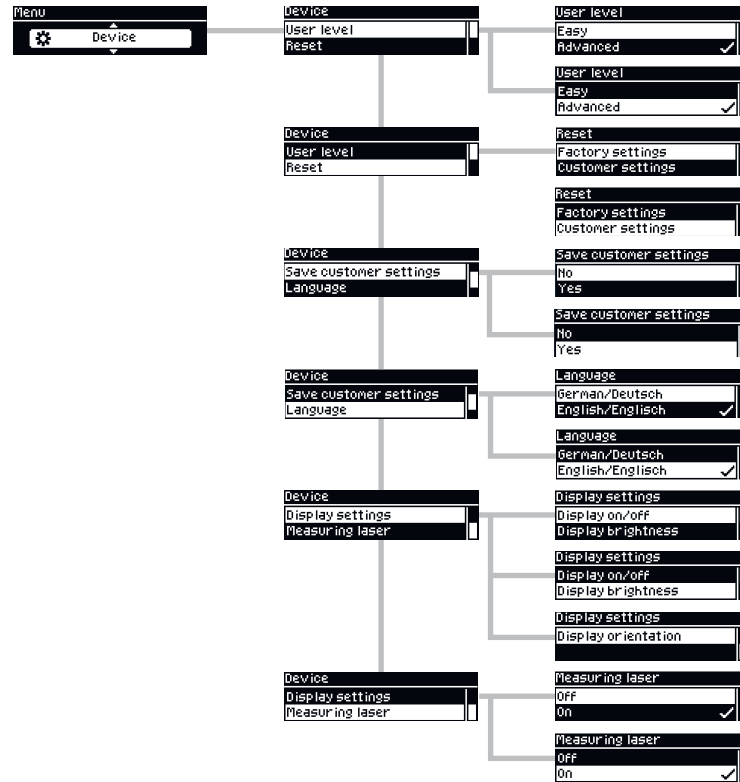 Menu
Device
Device
User level
Reset
User level
Easy
Advanced
User level
Easy
Advanced
Device
User level
Reset
Reset
Factory settings
Customer settings
Reset
Factory settings
Customer settings
Device
Save customer settings
Language
Save customer settings
No
Yes
Save customer settings
No
Yes
Device
Save customer settings
Language
Language
German/Deutsch
English/Englisch
Language
German/Deutsch
English/Englisch
Device
Display settings
Measuring laser
Display settings
Display on/off
Display brightness
Display settings
Display on/off
Display brightness
Display settings
Display orientation
Device
Display settings
Measuring laser
Measuring laser
Off
On
Measuring laser
Off
On